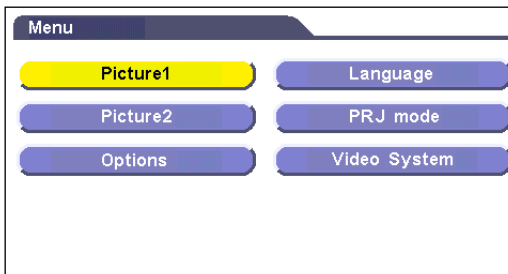 Menu
Picture1
Language
Picture2
PRJ mode
Options
Video System